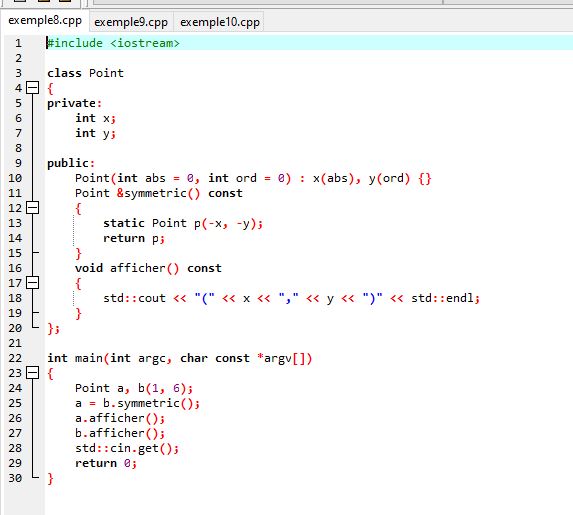 exemple8.cpp exemple9.cpp exemple10.cpp
1 #include <iostream>
2
3 class Point
4 {
5 private:
6 int x;
7 int y;
8
9 public:
10 Point(int abs = 0, int ord = 0) : x(abs), y(ord) {}
11 Point &symmetric() const
12 {
13 static Point p(-x, -y);
14 return p;
15 }
16 void afficher() const
17 {
18 std::cout << "(" << x << "," << y << ")" << std::endl;
19 }
20 };
21
22 int main(int argc, char const *argv[])
23 {
24 Point a, b(1, 6);
25 a = b.symmetric();
26 a.afficher();
27 b.afficher();
28 std::cin.get();
29 return 0;
30 }